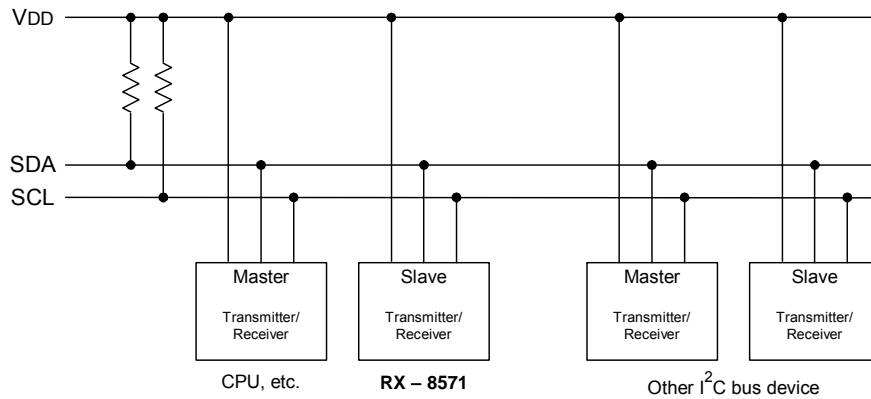 VDD
SDA
SCL
Master
Transmitter/
Receiver
CPU, etc.
Slave
Transmitter/
Receiver
RX – 8571
Master
Transmitter/
Receiver
Slave
Transmitter/
Receiver
Other I²C bus device